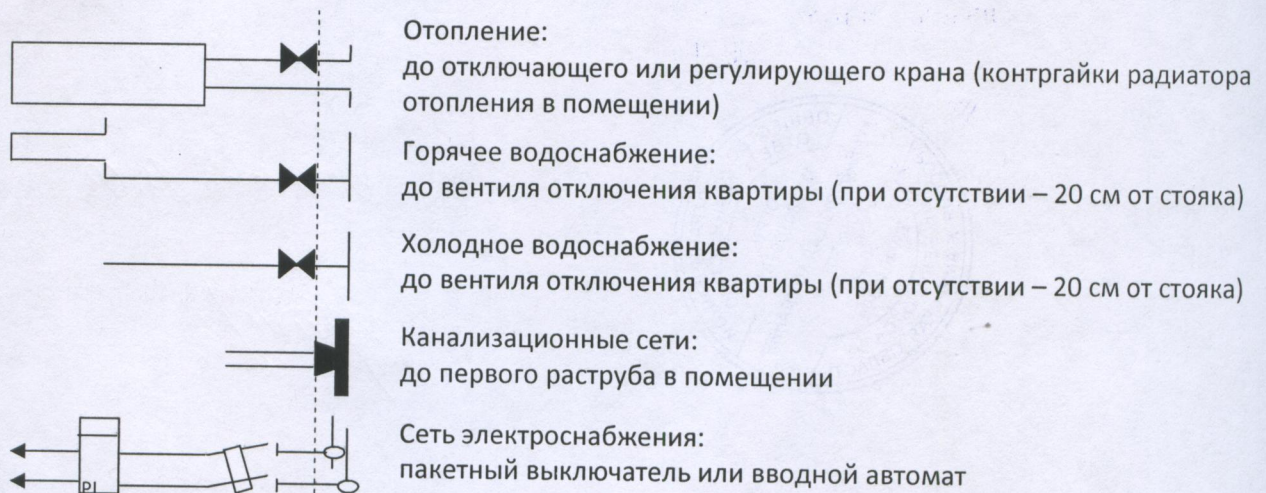 Отопление:
до отключающего или регулирующего крана (контргайки радиатора
отопления в помещении)
Горячее водоснабжение:
до вентиля отключения квартиры (при отсутствии – 20 см от стояка)
Холодное водоснабжение:
до вентиля отключения квартиры (при отсутствии – 20 см от стояка)
Канализационные сети:
до первого раструба в помещении
Сеть электроснабжения:
пакетный выключатель или вводной автомат
PI